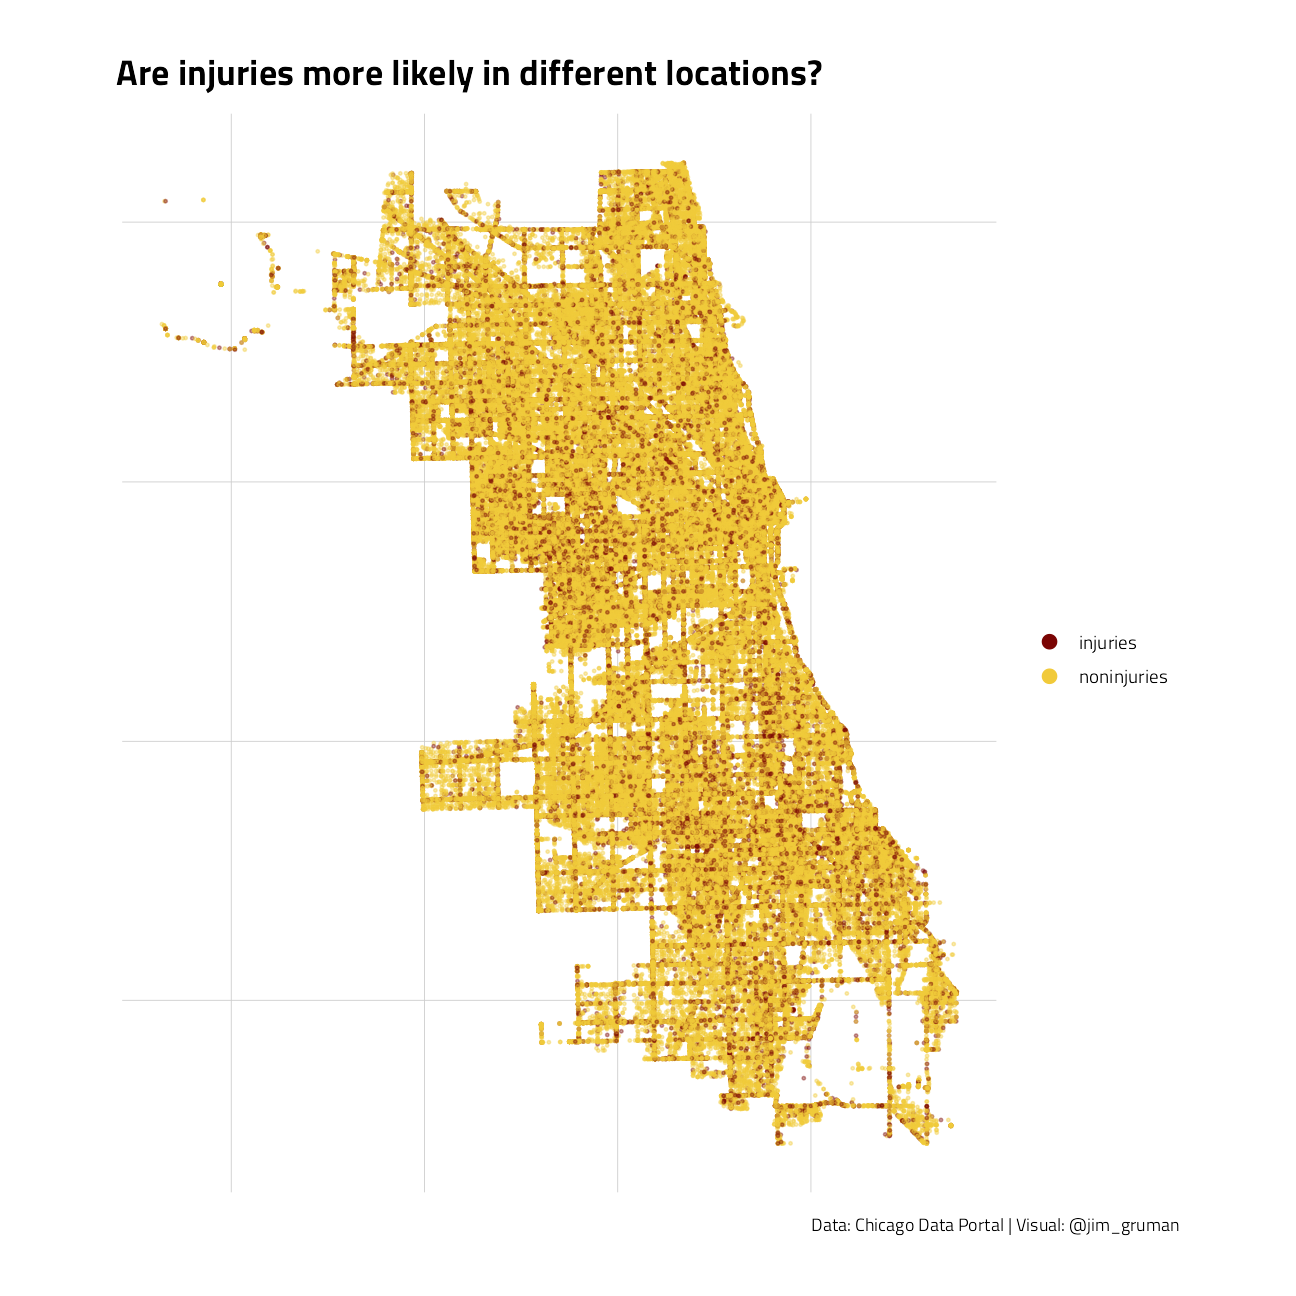 Are injuries more likely in different locations?
injuries
noninjuries
Data: Chicago Data Portal | Visual: @jim_gruman